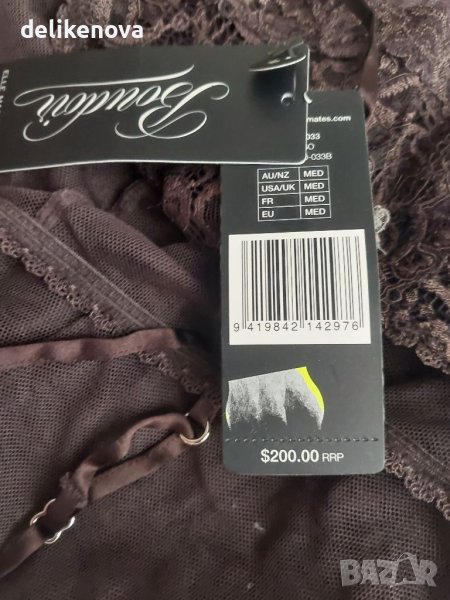 delikenova
Boudoir
mates.com
033
-033B
AU/NZ MED
USA/UK MED
FR MED
EU MED
9 419842 142976
$200.00 RRP
BAZAR